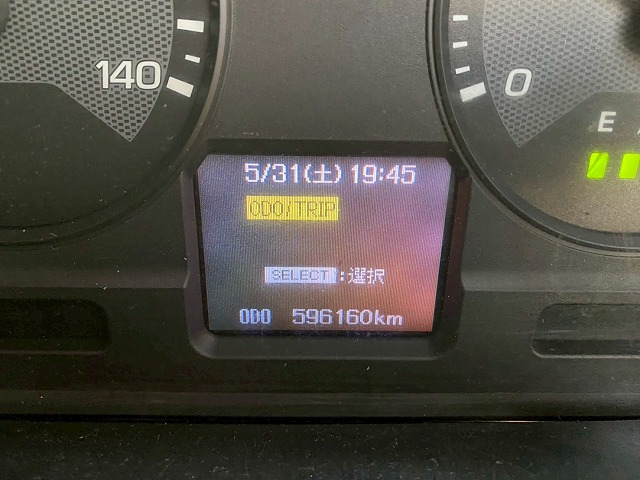 140
0
E
5/31(土) 19:45
ODO/TRIP
SELECT:選択
ODO 596160km